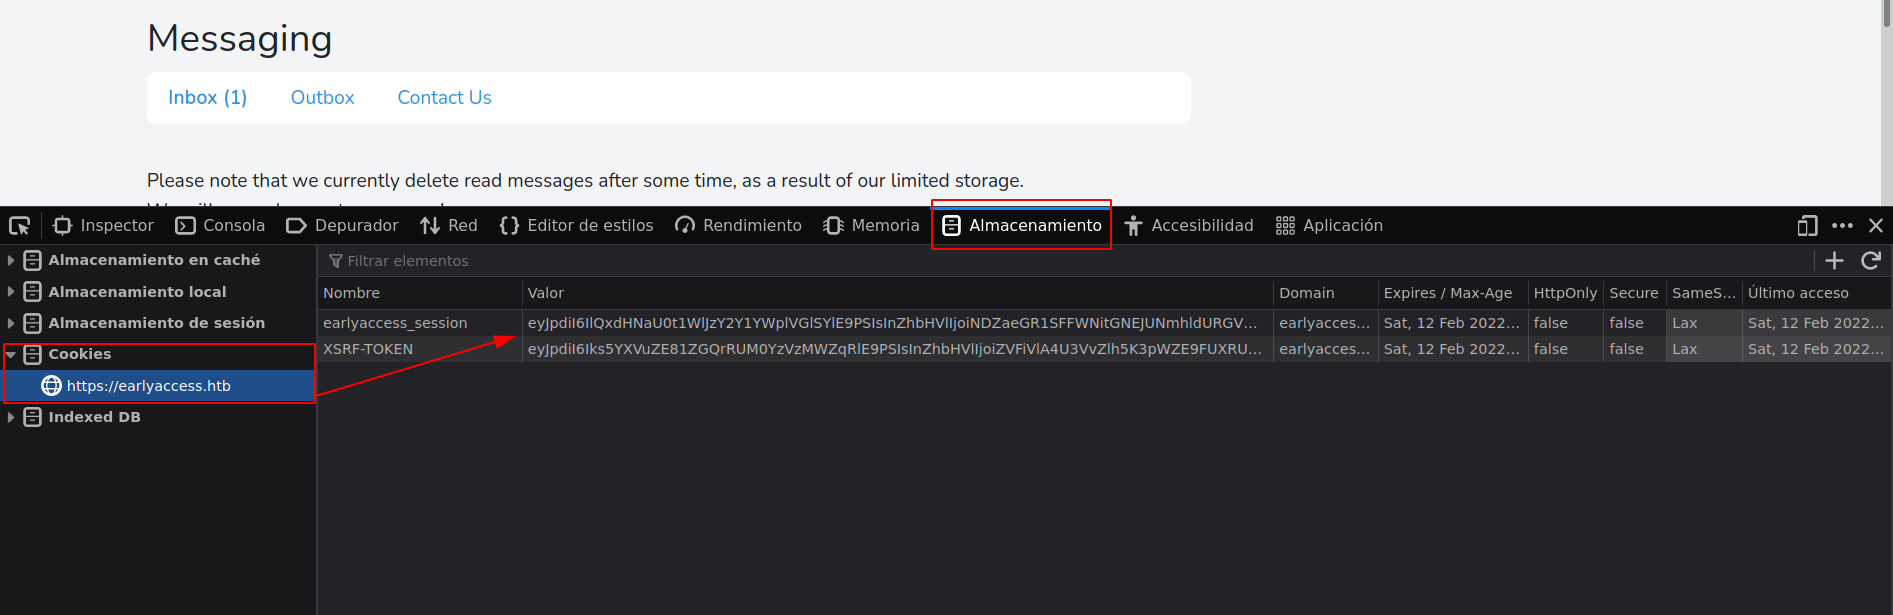 Messaging
Inbox (1) Outbox Contact Us
Please note that we currently delete read messages after some time, as a result of our limited storage.
Inspector Consola Depurador Red Editor de estilos Rendimiento Memoria Almacenamiento Accesibilidad Aplicación
Almacenamiento en caché
Almacenamiento local
Almacenamiento de sesión
Cookies
https://earlyaccess.htb
Indexed DB
Filtrar elementos
Nombre Valor Domain Expires / Max-Age HttpOnly Secure SameS... Último acceso
earlyaccess_session eyJpdiI6IlQxdHNaU0t1WlJzY2Y1YWplVGlSYlE9PSIsInZhbHVlIjoiNDZaeGR1SFFWNitGNEJUNmhldURGV... earlyacces... Sat, 12 Feb 2022... false false Lax Sat, 12 Feb 2022...
XSRF-TOKEN eyJpdiI6Iks5YXVuZE81ZGQrRUM0YzVzMWZqRlE9PSIsInZhbHVlIjoiZVFiVlA4U3VvZlh5K3pWZE9FUXRU... earlyacces... Sat, 12 Feb 2022... false false Lax Sat, 12 Feb 2022...